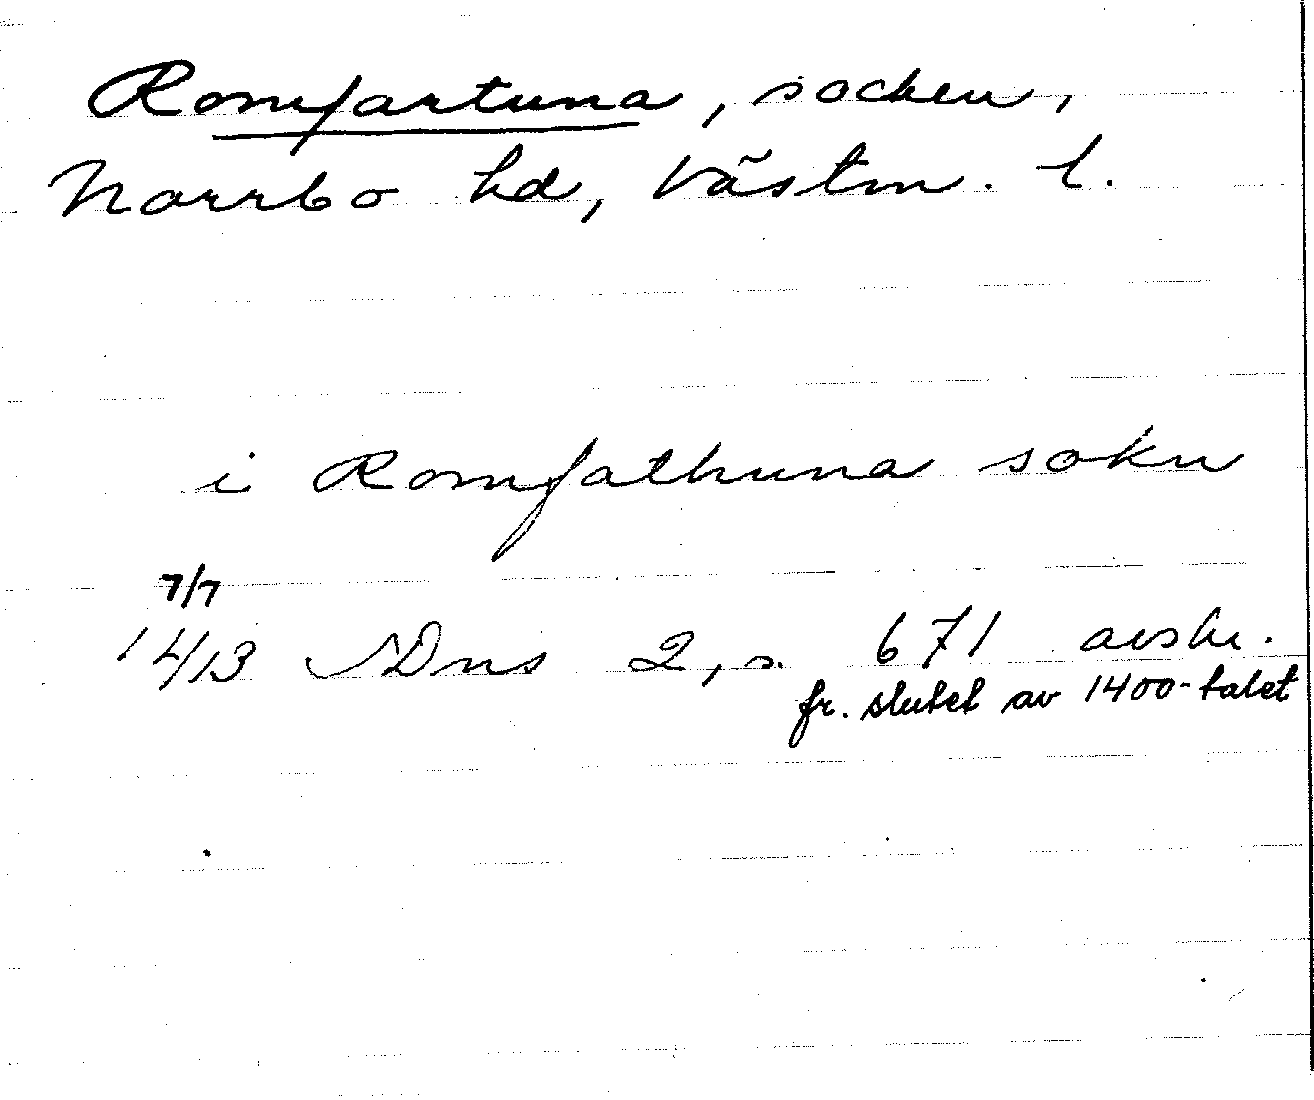 Romfartuna, socken,
Norrbo hd, Västm. l.
i Romfathuna sokn
7/7
1413 SDns 2, s. 671 avskr.
fr. slutet av 1400-talet